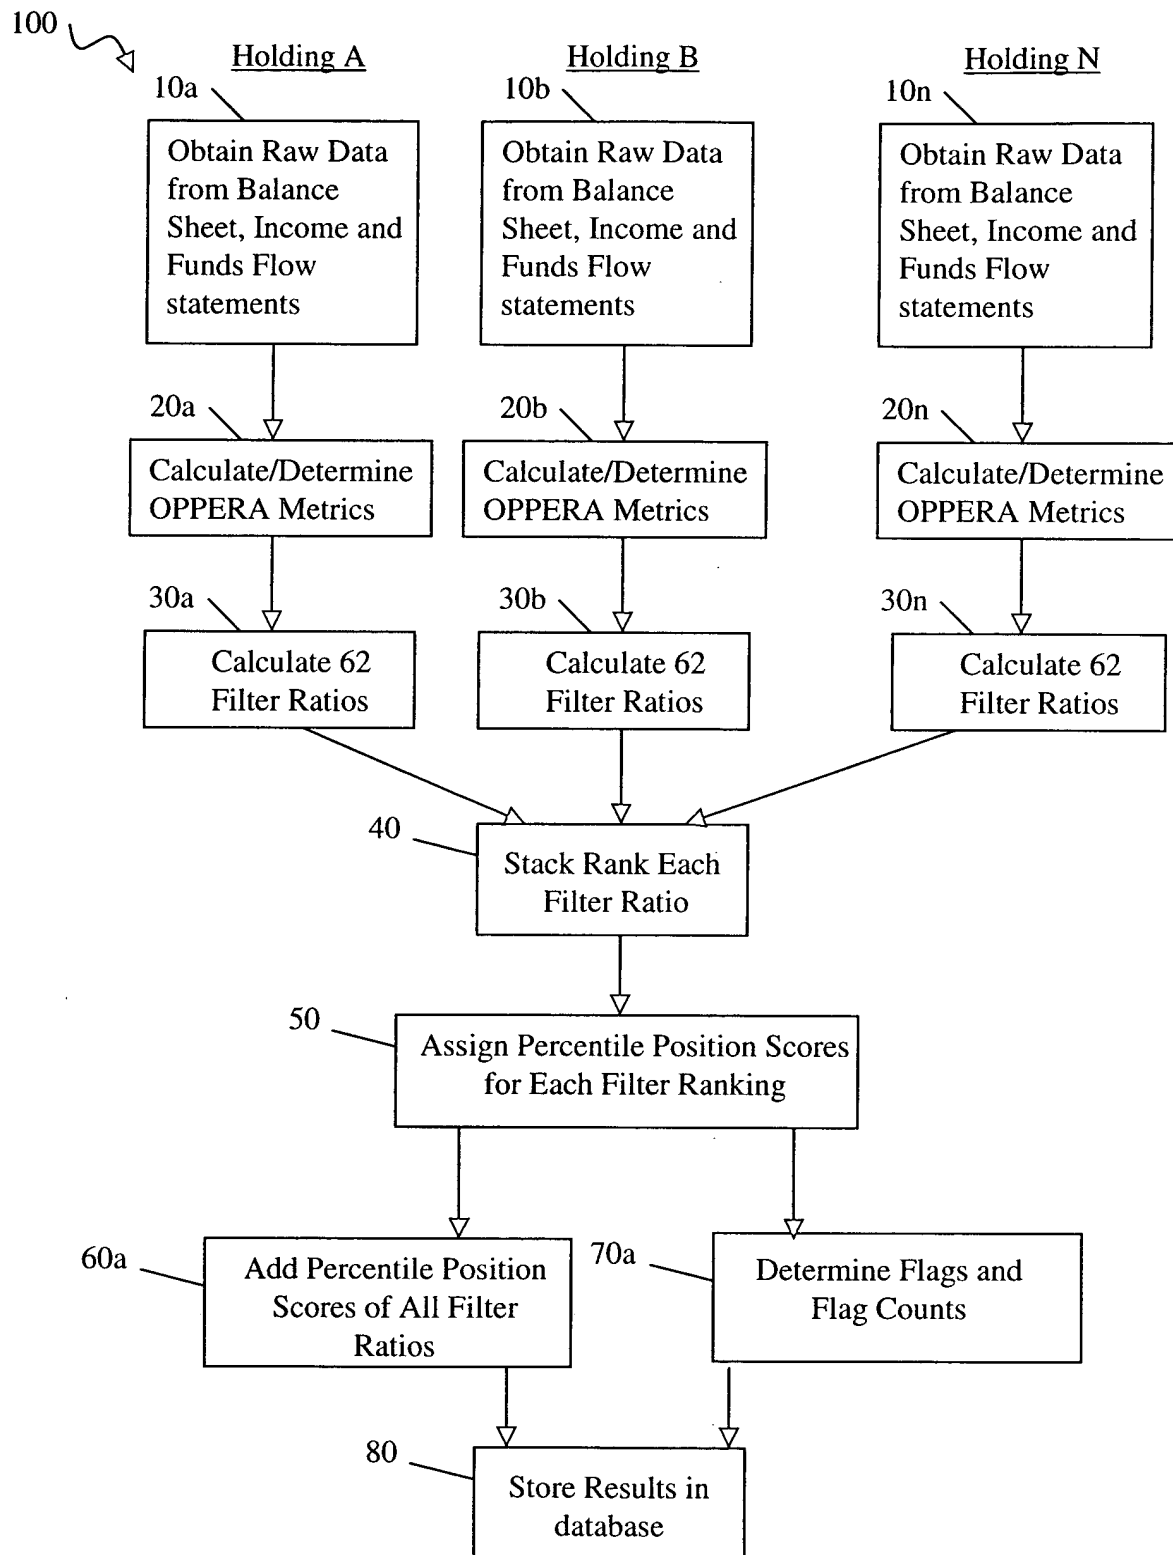 100
Holding A
Holding B
Holding N
10a
10b
10n
Obtain Raw Data
from Balance
Sheet, Income and
Funds Flow
statements
Obtain Raw Data
from Balance
Sheet, Income and
Funds Flow
statements
Obtain Raw Data
from Balance
Sheet, Income and
Funds Flow
statements
20a
20b
20n
Calculate/Determine
OPPERA Metrics
Calculate/Determine
OPPERA Metrics
Calculate/Determine
OPPERA Metrics
30a
30b
30n
Calculate 62
Filter Ratios
Calculate 62
Filter Ratios
Calculate 62
Filter Ratios
40
Stack Rank Each
Filter Ratio
50
Assign Percentile Position Scores
for Each Filter Ranking
60a
Add Percentile Position
Scores of All Filter
Ratios
70a
Determine Flags and
Flag Counts
80
Store Results in
database